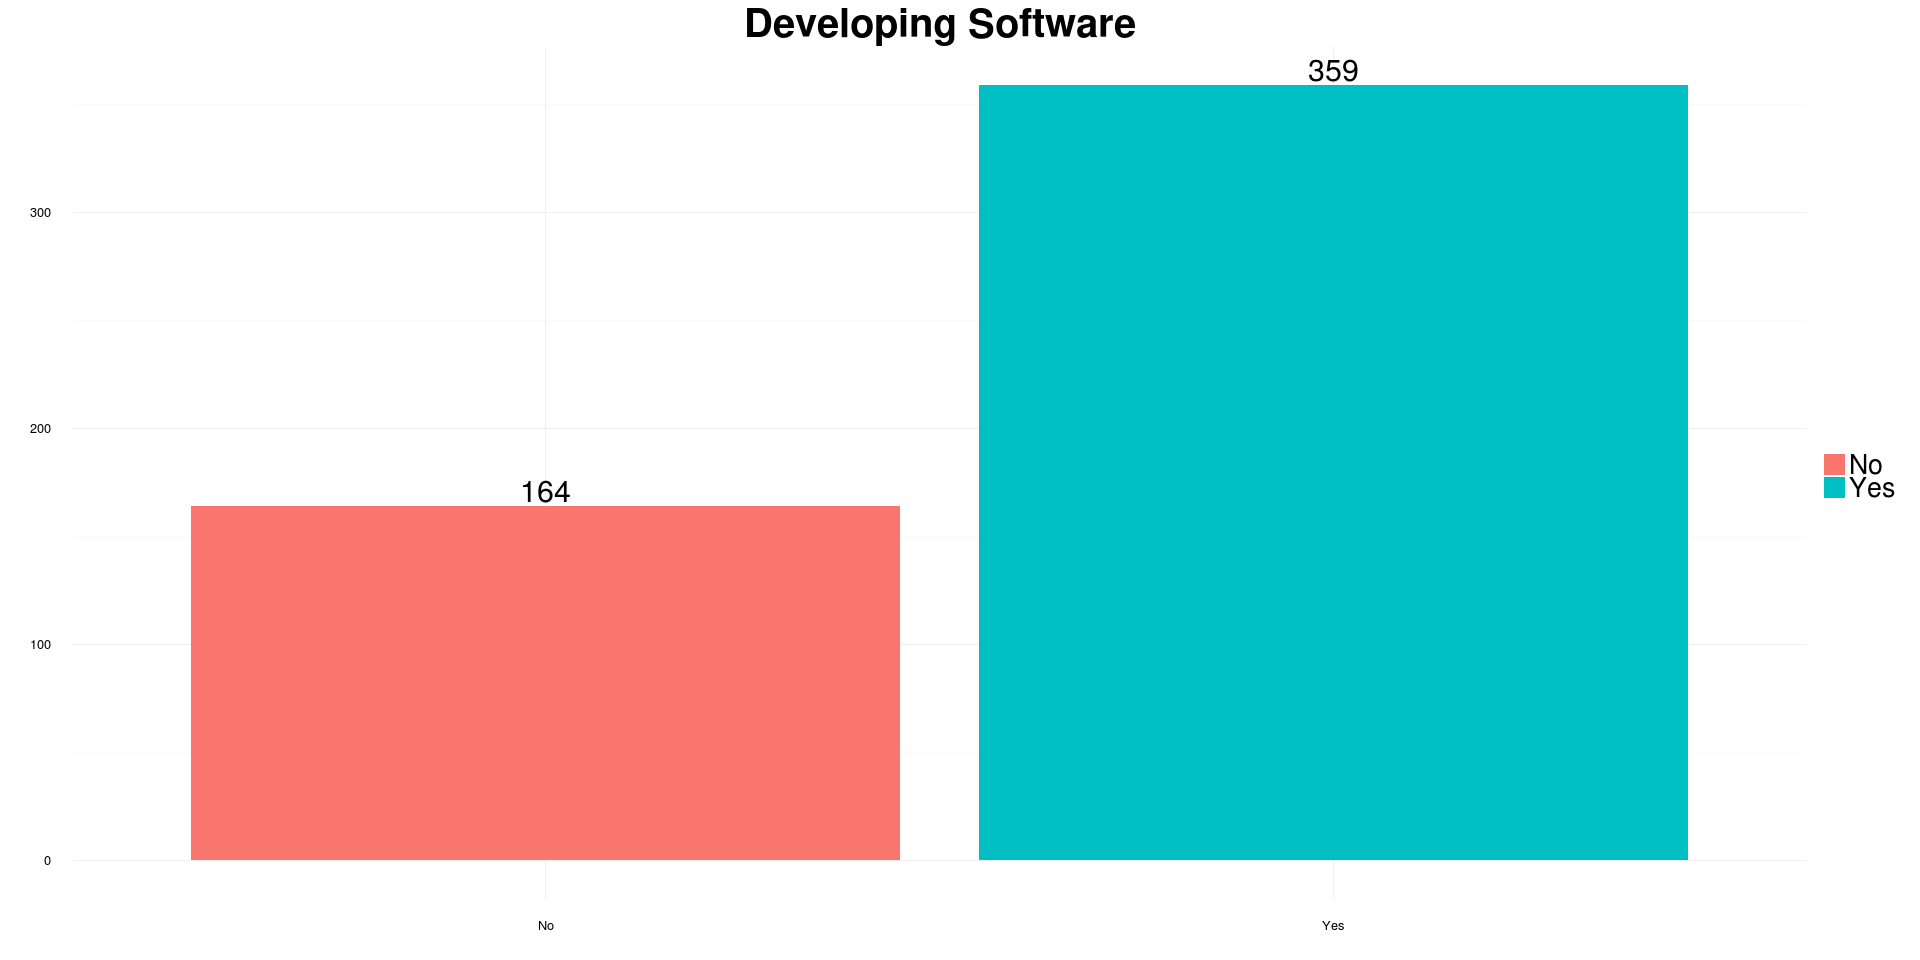 Developing Software
359
300
200
164
100
0
No
Yes
No
Yes